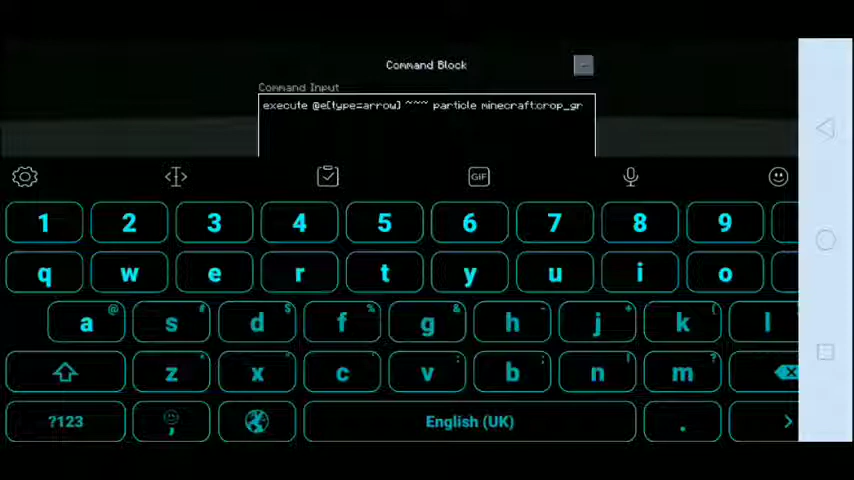 Command Block
Command Input
execute @e[type=arrow] ~~~ particle minecraft:crop_gr
GIF
1 2 3 4 5 6 7 8 9
q w e r t y u i o
a @ s # d $ f % g & h - j + k ( l
z * x " c ' v : b ; n ! m ?
?123 , English (UK) .